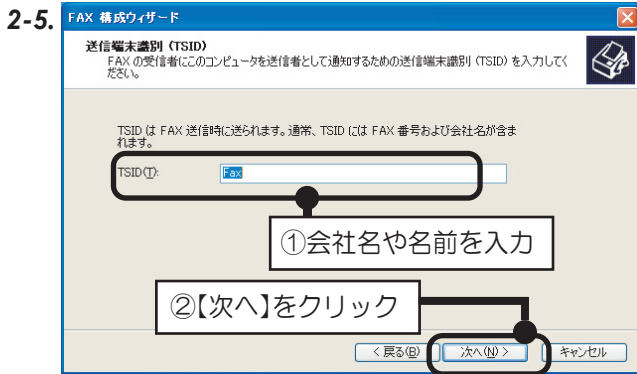 2-5.
FAX 構成ウィザード
送信端末識別 (TSID)
FAX の受信者にこのコンピュータを送信者として通知するための送信端末識別 (TSID) を入力してく
ださい。
TSID は FAX 送信時に送られます。通常、TSID には FAX 番号および会社名が含ま
れます。
TSID(T):
Fax
①会社名や名前を入力
②【次へ】をクリック
< 戻る(B)
次へ(N) >
キャンセル